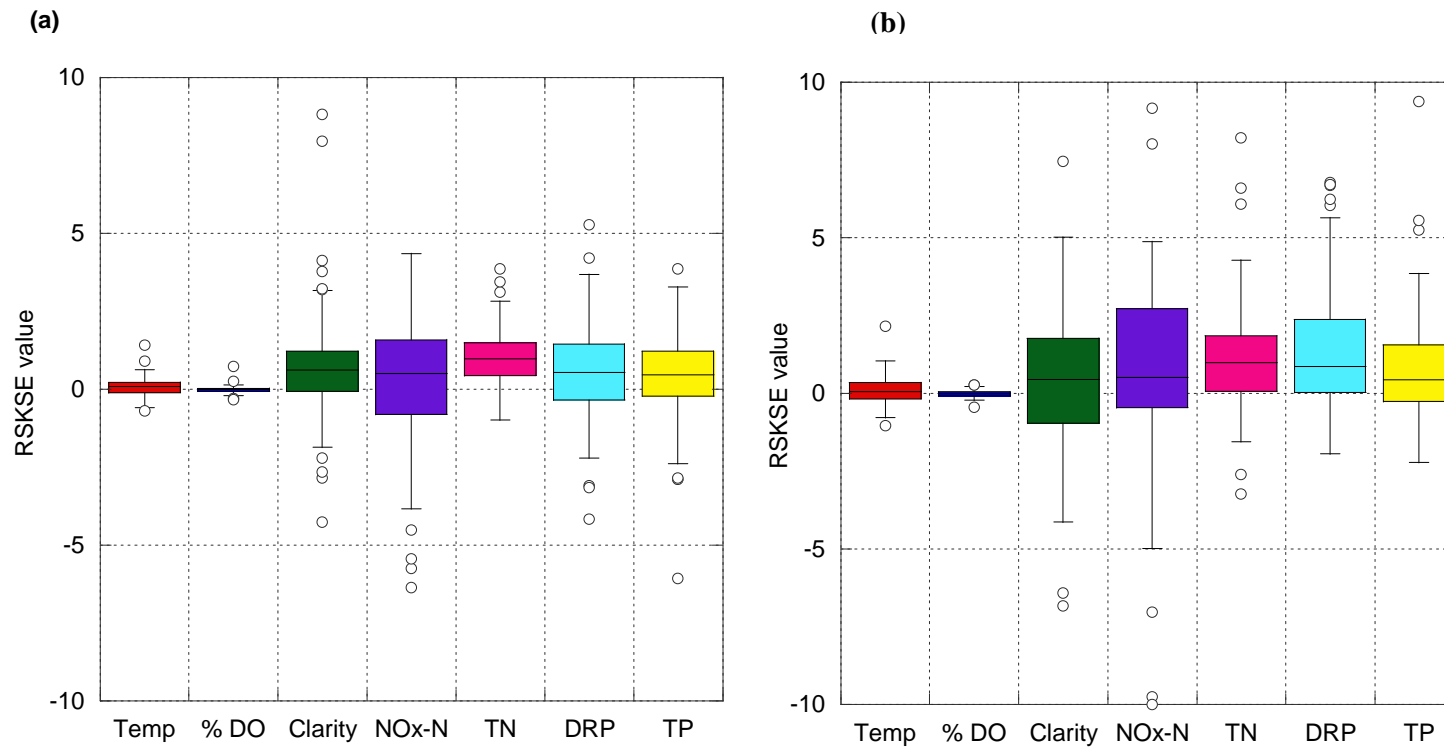 (a)
(b)
10
5
0
-5
-10
RSKSE value
Temp % DO Clarity NOx-N TN DRP TP
10
5
0
-5
-10
RSKSE value
Temp % DO Clarity NOx-N TN DRP TP